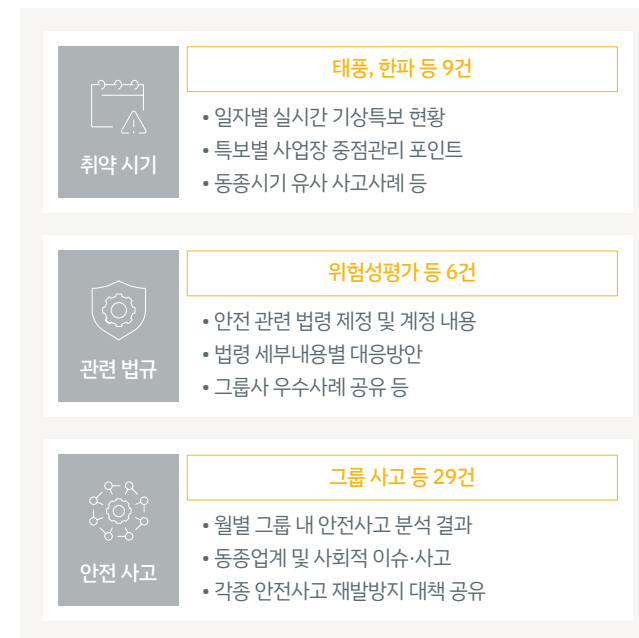 취약 시기
태풍, 한파 등 9건
• 일자별 실시간 기상특보 현황
• 특보별 사업장 중점관리 포인트
• 동종시기 유사 사고사례 등
관련 법규
위험성평가 등 6건
• 안전 관련 법령 제정 및 계정 내용
• 법령 세부내용별 대응방안
• 그룹사 우수사례 공유 등
안전 사고
그룹 사고 등 29건
• 월별 그룹 내 안전사고 분석 결과
• 동종업계 및 사회적 이슈·사고
• 각종 안전사고 재발방지 대책 공유